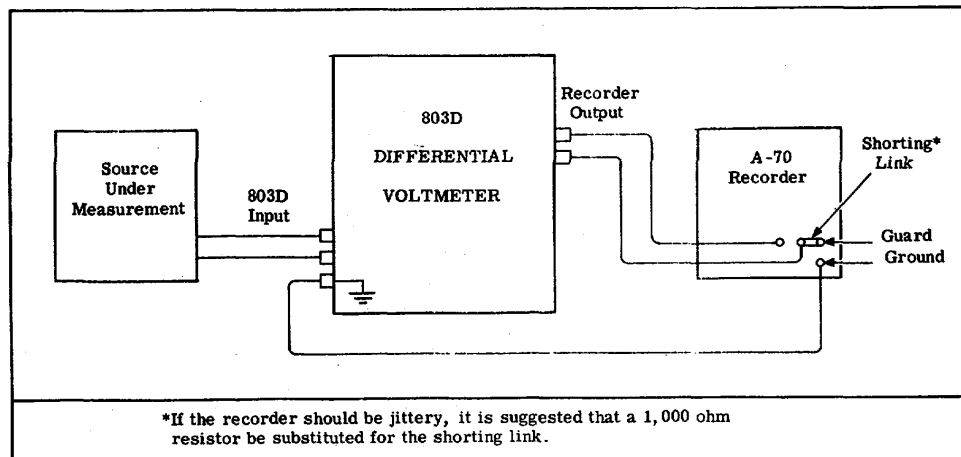 Source
Under
Measurement
803D
Input
803D
DIFFERENTIAL
VOLTMETER
Recorder
Output
A-70
Recorder
Shorting*
Link
Guard
Ground
*If the recorder should be jittery, it is suggested that a 1,000 ohm
resistor be substituted for the shorting link.